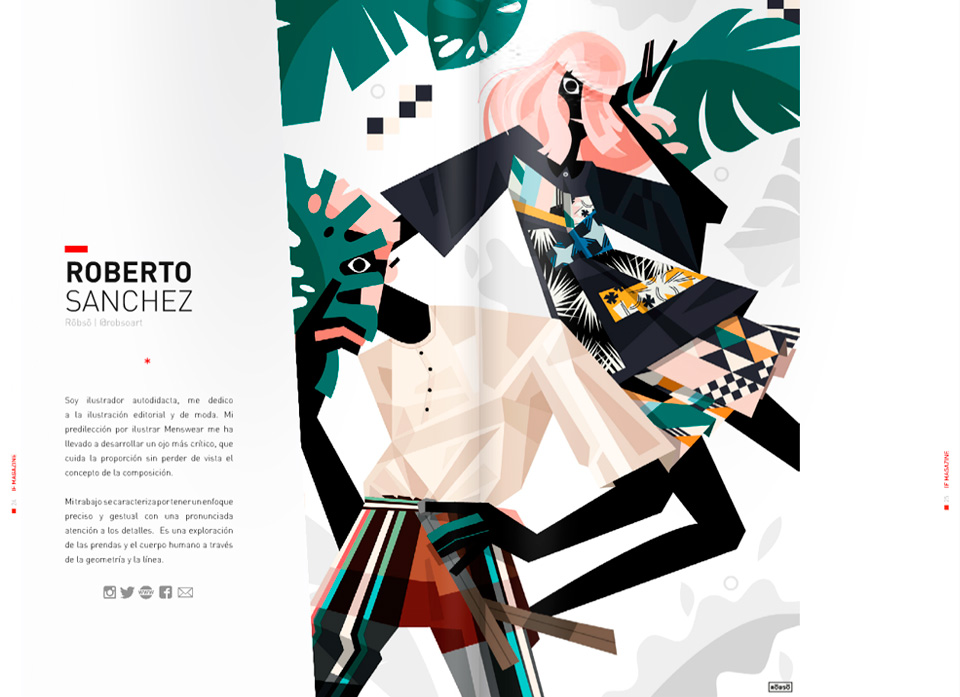 ROBERTO
SANCHEZ
Röbsö | @robsoart
*
Soy ilustrador autodidacta, me dedico
a la ilustración editorial y de moda. Mi
predilección por ilustrar Menswear me ha
llevado a desarrollar un ojo más crítico, que
cuida la proporción sin perder de vista el
concepto de la composición.
Mi trabajo se caracteriza por tener un enfoque
preciso y gestual con una pronunciada
atención a los detalles. Es una exploración
de las prendas y el cuerpo humano a través
de la geometría y la línea.
WWW
IF MAGAZINE
25 IF MAGAZINE
RÖBSÖ